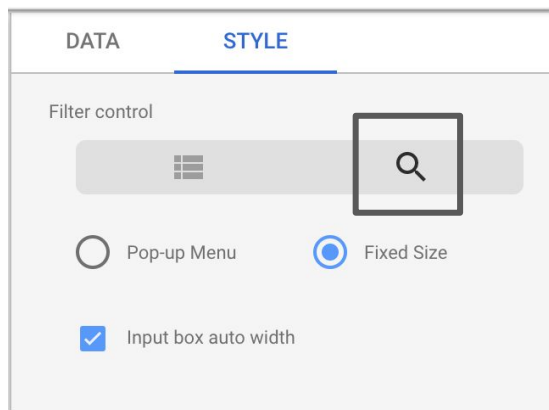 DATA STYLE
Filter control
Pop-up Menu Fixed Size
Input box auto width